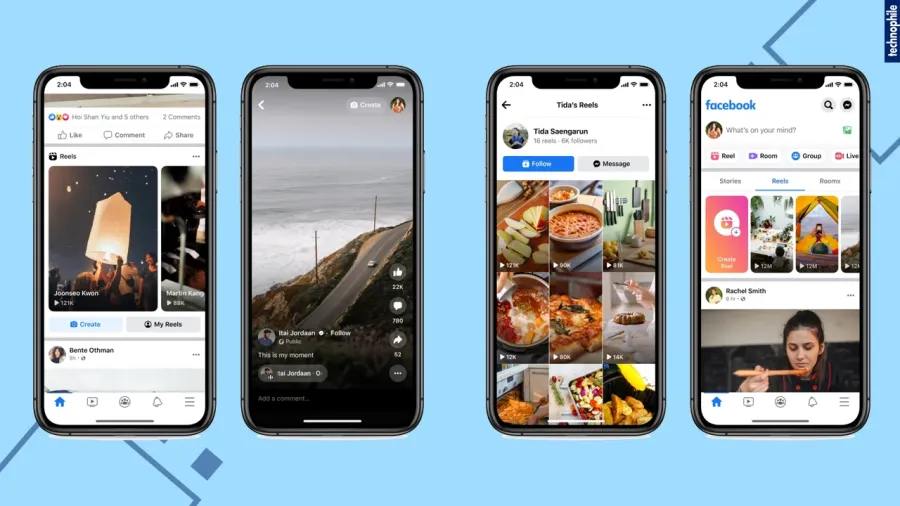 technophile
2:04
Hoi Shan Yiu and 5 others 2 Comments
Like Comment Share
Reels
Joonseo Kwon
121K
Martin Kang
88K
Create My Reels
Bente Othman
8h
2:04
Create
22K
780
52
Itai Jordaan · Follow
Public
This is my moment
Itai Jordaan · O
Add a comment...
2:04
Tida's Reels
Tida Saengarun
16 reels · 6K followers
Follow Message
121K 90K 81K
12K 80K 14K
2:04
facebook
What's on your mind?
Reel Room Group Live
Stories Reels Rooms
Create
Reel
12M 12M
Rachel Smith
8 hr